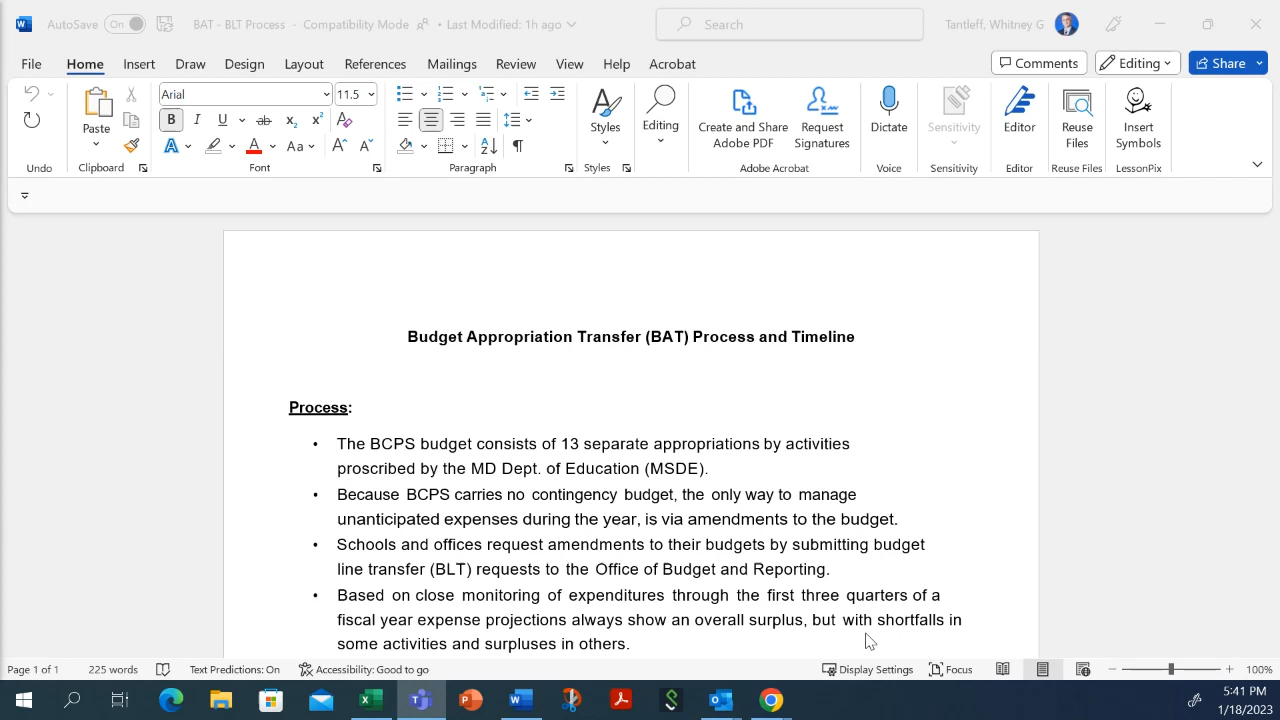 AutoSave On BAT - BLT Process - Compatibility Mode • Last Modified: 1h ago Search Tantleff, Whitney G
File Home Insert Draw Design Layout References Mailings Review View Help Acrobat Comments Editing Share
Arial 11.5
Paste
B I U ab x₂ x² A
A A Aa A A
Styles
Editing
Create and Share Adobe PDF
Request Signatures
Dictate
Sensitivity
Editor
Reuse Files
Insert Symbols
Undo Clipboard Font Paragraph Styles Adobe Acrobat Voice Sensitivity Editor Reuse Files LessonPix
Budget Appropriation Transfer (BAT) Process and Timeline
Process:
• The BCPS budget consists of 13 separate appropriations by activities
proscribed by the MD Dept. of Education (MSDE).
• Because BCPS carries no contingency budget, the only way to manage
unanticipated expenses during the year, is via amendments to the budget.
• Schools and offices request amendments to their budgets by submitting budget
line transfer (BLT) requests to the Office of Budget and Reporting.
• Based on close monitoring of expenditures through the first three quarters of a
fiscal year expense projections always show an overall surplus, but with shortfalls in
some activities and surpluses in others.
Page 1 of 1 225 words Text Predictions: On Accessibility: Good to go Display Settings Focus 100%
5:41 PM
1/18/2023